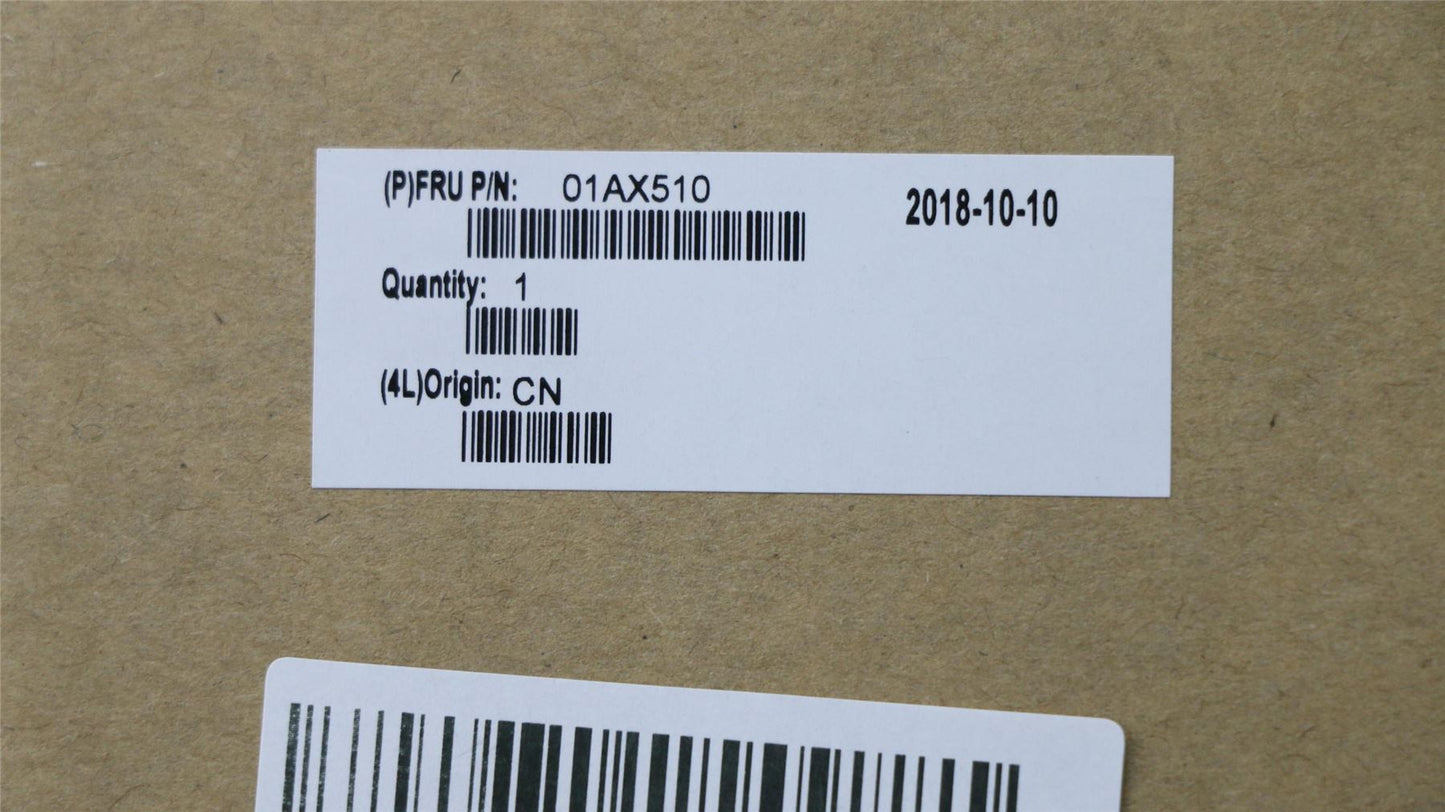 (P)FRU P/N: 01AX510
2018-10-10
Quantity: 1
(4L)Origin: CN